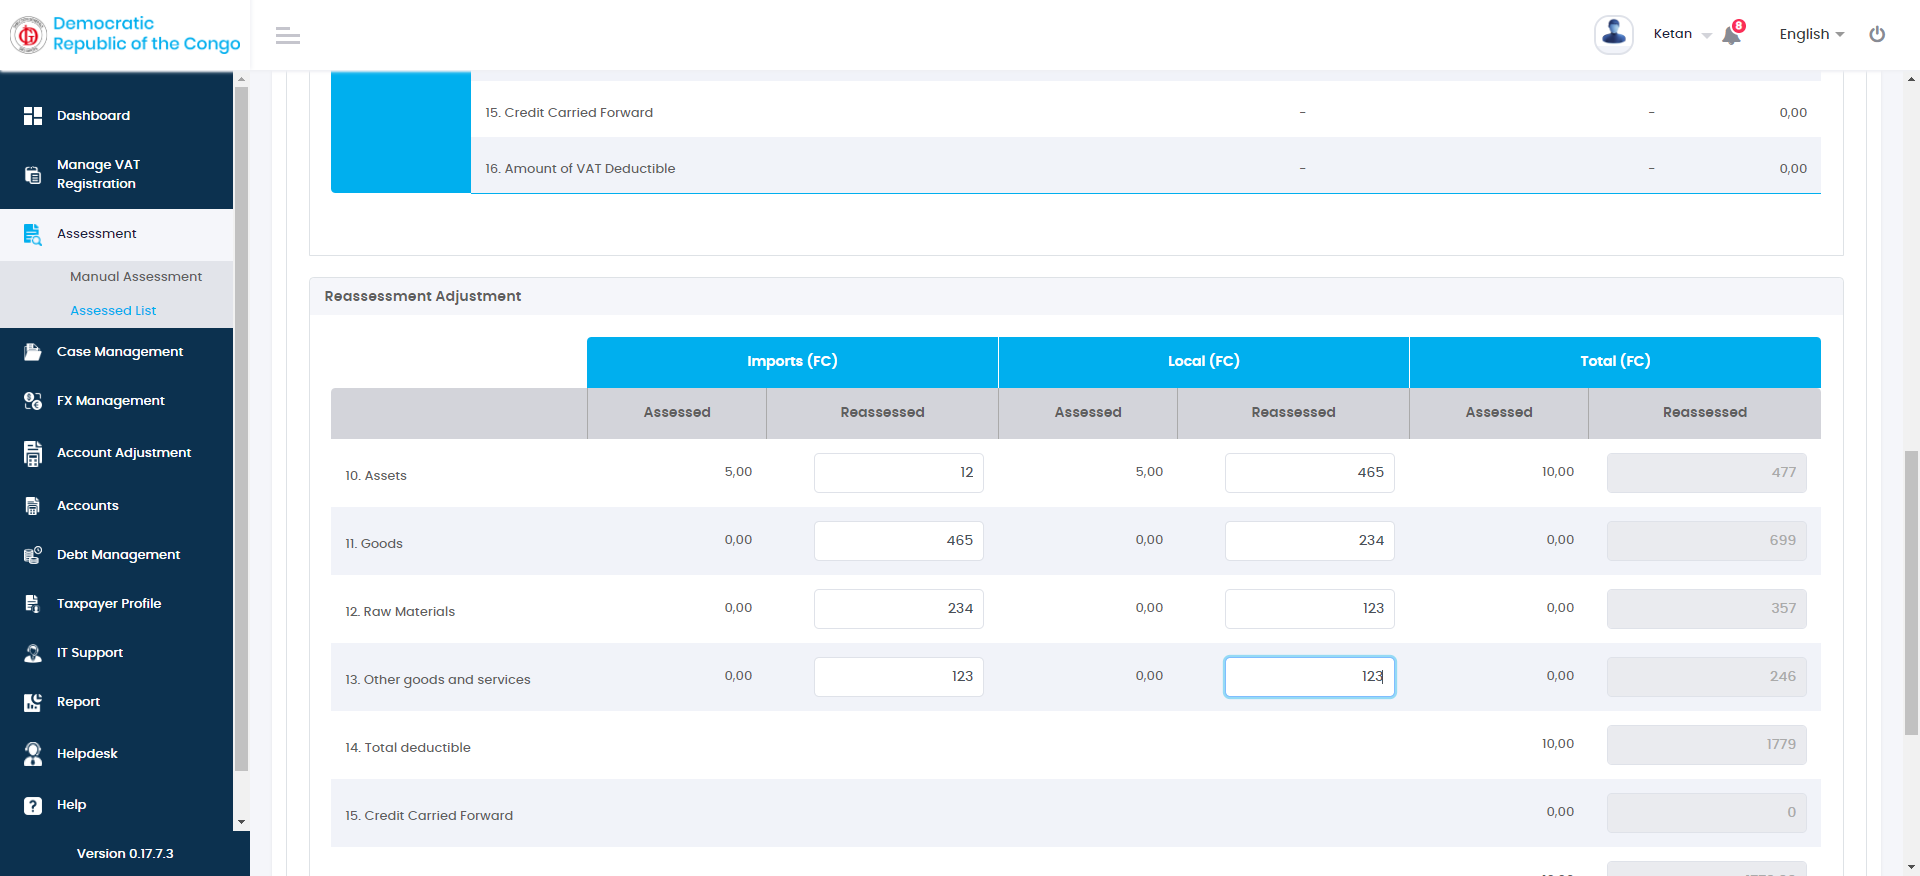 Democratic
Republic of the Congo
Ketan
8
English
Dashboard
Manage VAT
Registration
Assessment
Manual Assessment
Assessed List
Case Management
FX Management
Account Adjustment
Accounts
Debt Management
Taxpayer Profile
IT Support
Report
Helpdesk
Help
Version 0.17.7.3
15. Credit Carried Forward - - 0,00
16. Amount of VAT Deductible - - 0,00
Reassessment Adjustment
Imports (FC) Local (FC) Total (FC)
Assessed Reassessed Assessed Reassessed Assessed Reassessed
10. Assets 5,00 12 5,00 465 10,00 477
11. Goods 0,00 465 0,00 234 0,00 699
12. Raw Materials 0,00 234 0,00 123 0,00 357
13. Other goods and services 0,00 123 0,00 123 0,00 246
14. Total deductible 10,00 1779
15. Credit Carried Forward 0,00 0